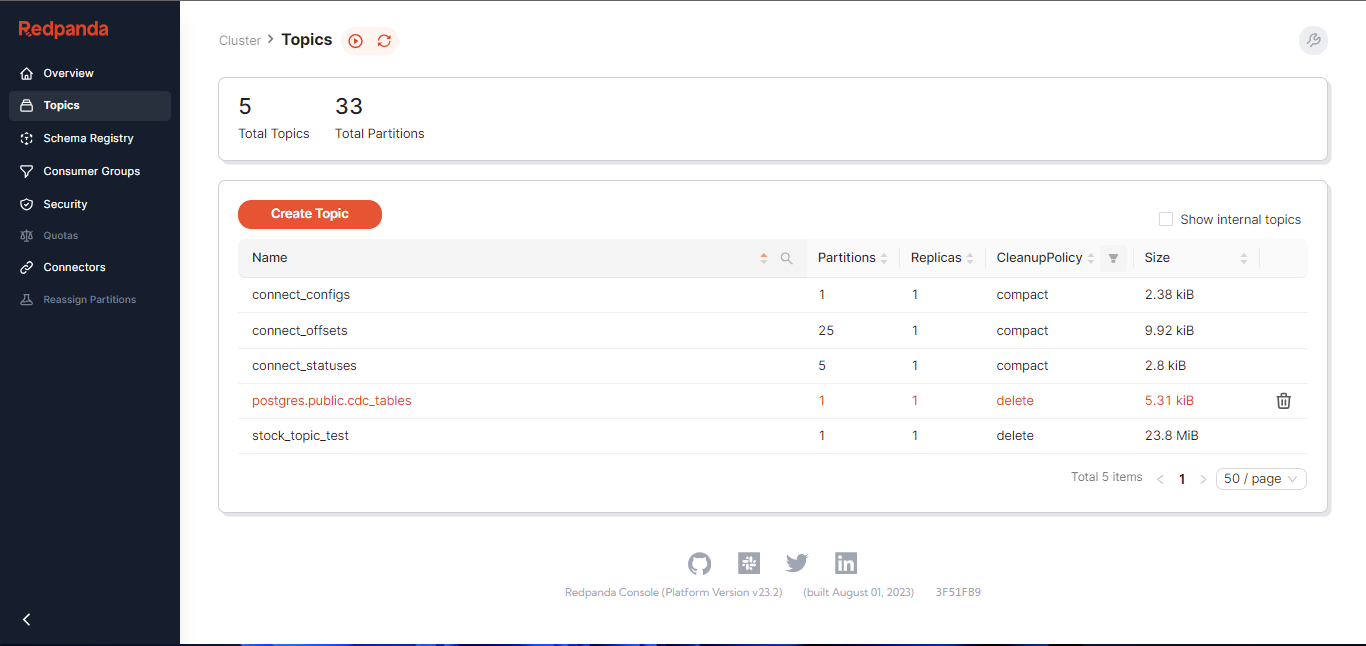 Redpanda
Overview
Topics
Schema Registry
Consumer Groups
Security
Quotas
Connectors
Reassign Partitions
Cluster > Topics
5 33
Total Topics Total Partitions
Create Topic
Show internal topics
Name Partitions Replicas CleanupPolicy Size
connect_configs 1 1 compact 2.38 kiB
connect_offsets 25 1 compact 9.92 kiB
connect_statuses 5 1 compact 2.8 kiB
postgres.public.cdc_tables 1 1 delete 5.31 kiB
stock_topic_test 1 1 delete 23.8 MiB
Total 5 items < 1 > 50 / page
in
Redpanda Console (Platform Version v23.2) (built August 01, 2023) 3F51FB9